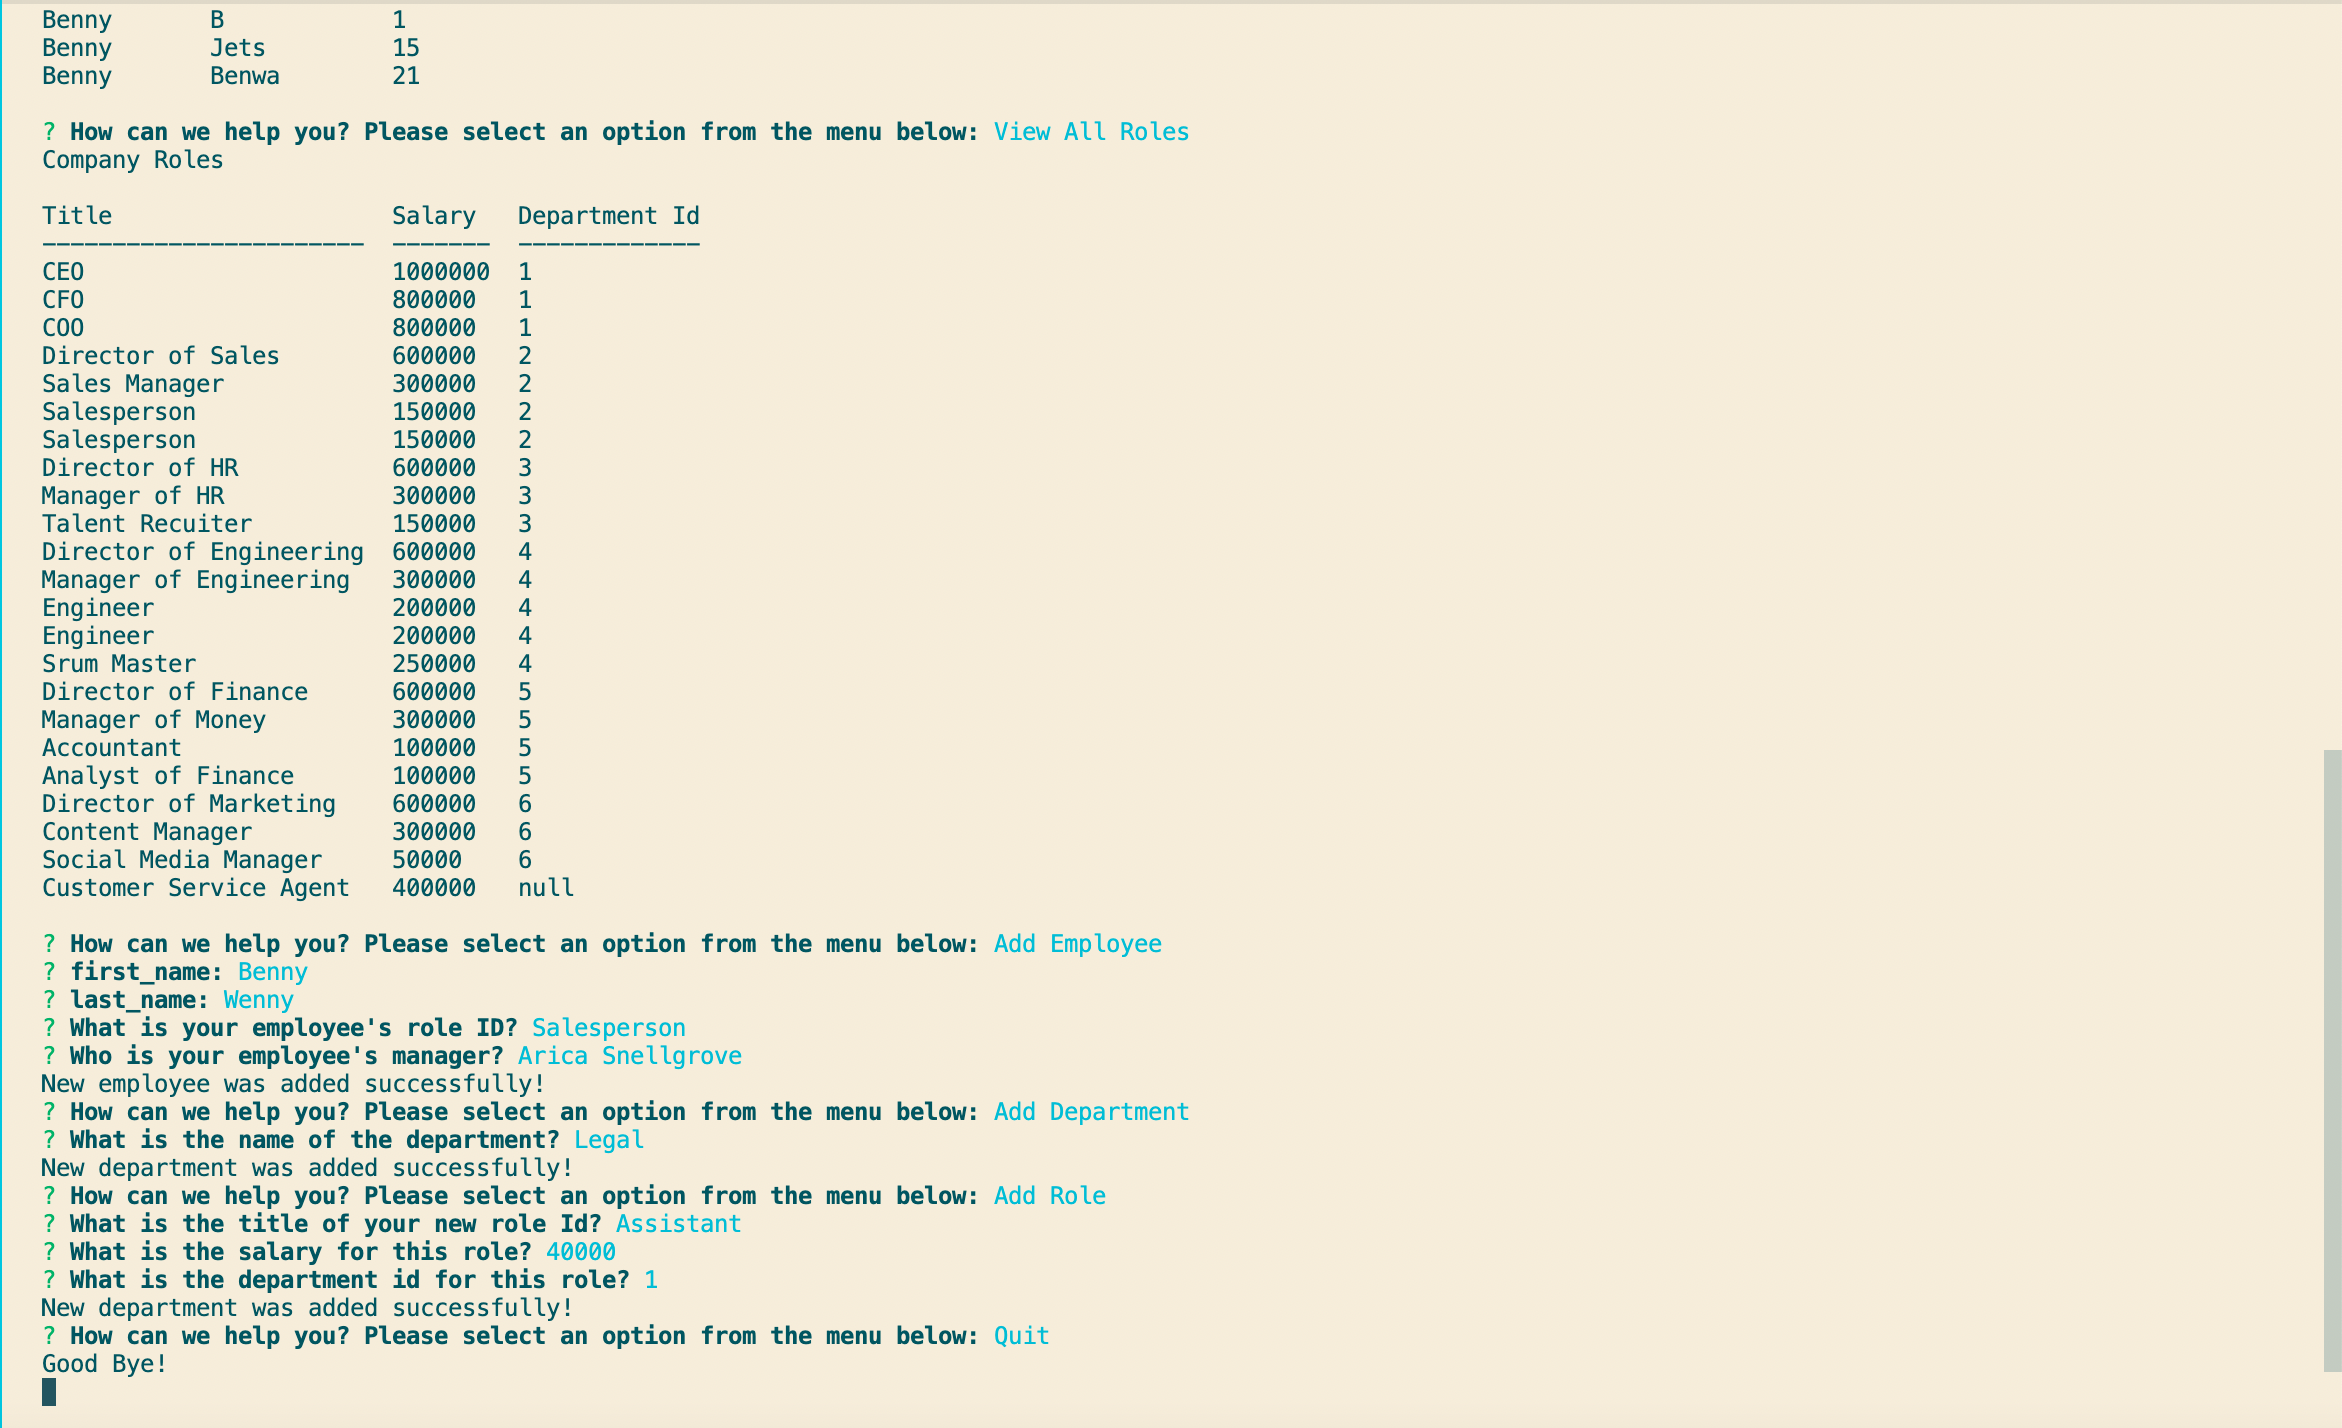 Benny       B            1
Benny       Jets         15
Benny       Benwa        21
? How can we help you? Please select an option from the menu below: View All Roles
Company Roles
Title                    Salary   Department Id
-----------------------  -------  -------------
CEO                      1000000  1
CFO                      800000   1
COO                      800000   1
Director of Sales        600000   2
Sales Manager            300000   2
Salesperson              150000   2
Salesperson              150000   2
Director of HR           600000   3
Manager of HR            300000   3
Talent Recuiter          150000   3
Director of Engineering  600000   4
Manager of Engineering   300000   4
Engineer                 200000   4
Engineer                 200000   4
Srum Master              250000   4
Director of Finance      600000   5
Manager of Money         300000   5
Accountant               100000   5
Analyst of Finance       100000   5
Director of Marketing    600000   6
Content Manager          300000   6
Social Media Manager     50000    6
Customer Service Agent   400000   null
? How can we help you? Please select an option from the menu below: Add Employee
? first_name: Benny
? last_name: Wenny
? What is your employee's role ID? Salesperson
? Who is your employee's manager? Arica Snellgrove
New employee was added successfully!
? How can we help you? Please select an option from the menu below: Add Department
? What is the name of the department? Legal
New department was added successfully!
? How can we help you? Please select an option from the menu below: Add Role
? What is the title of your new role Id? Assistant
? What is the salary for this role? 40000
? What is the department id for this role? 1
New department was added successfully!
? How can we help you? Please select an option from the menu below: Quit
Good Bye!